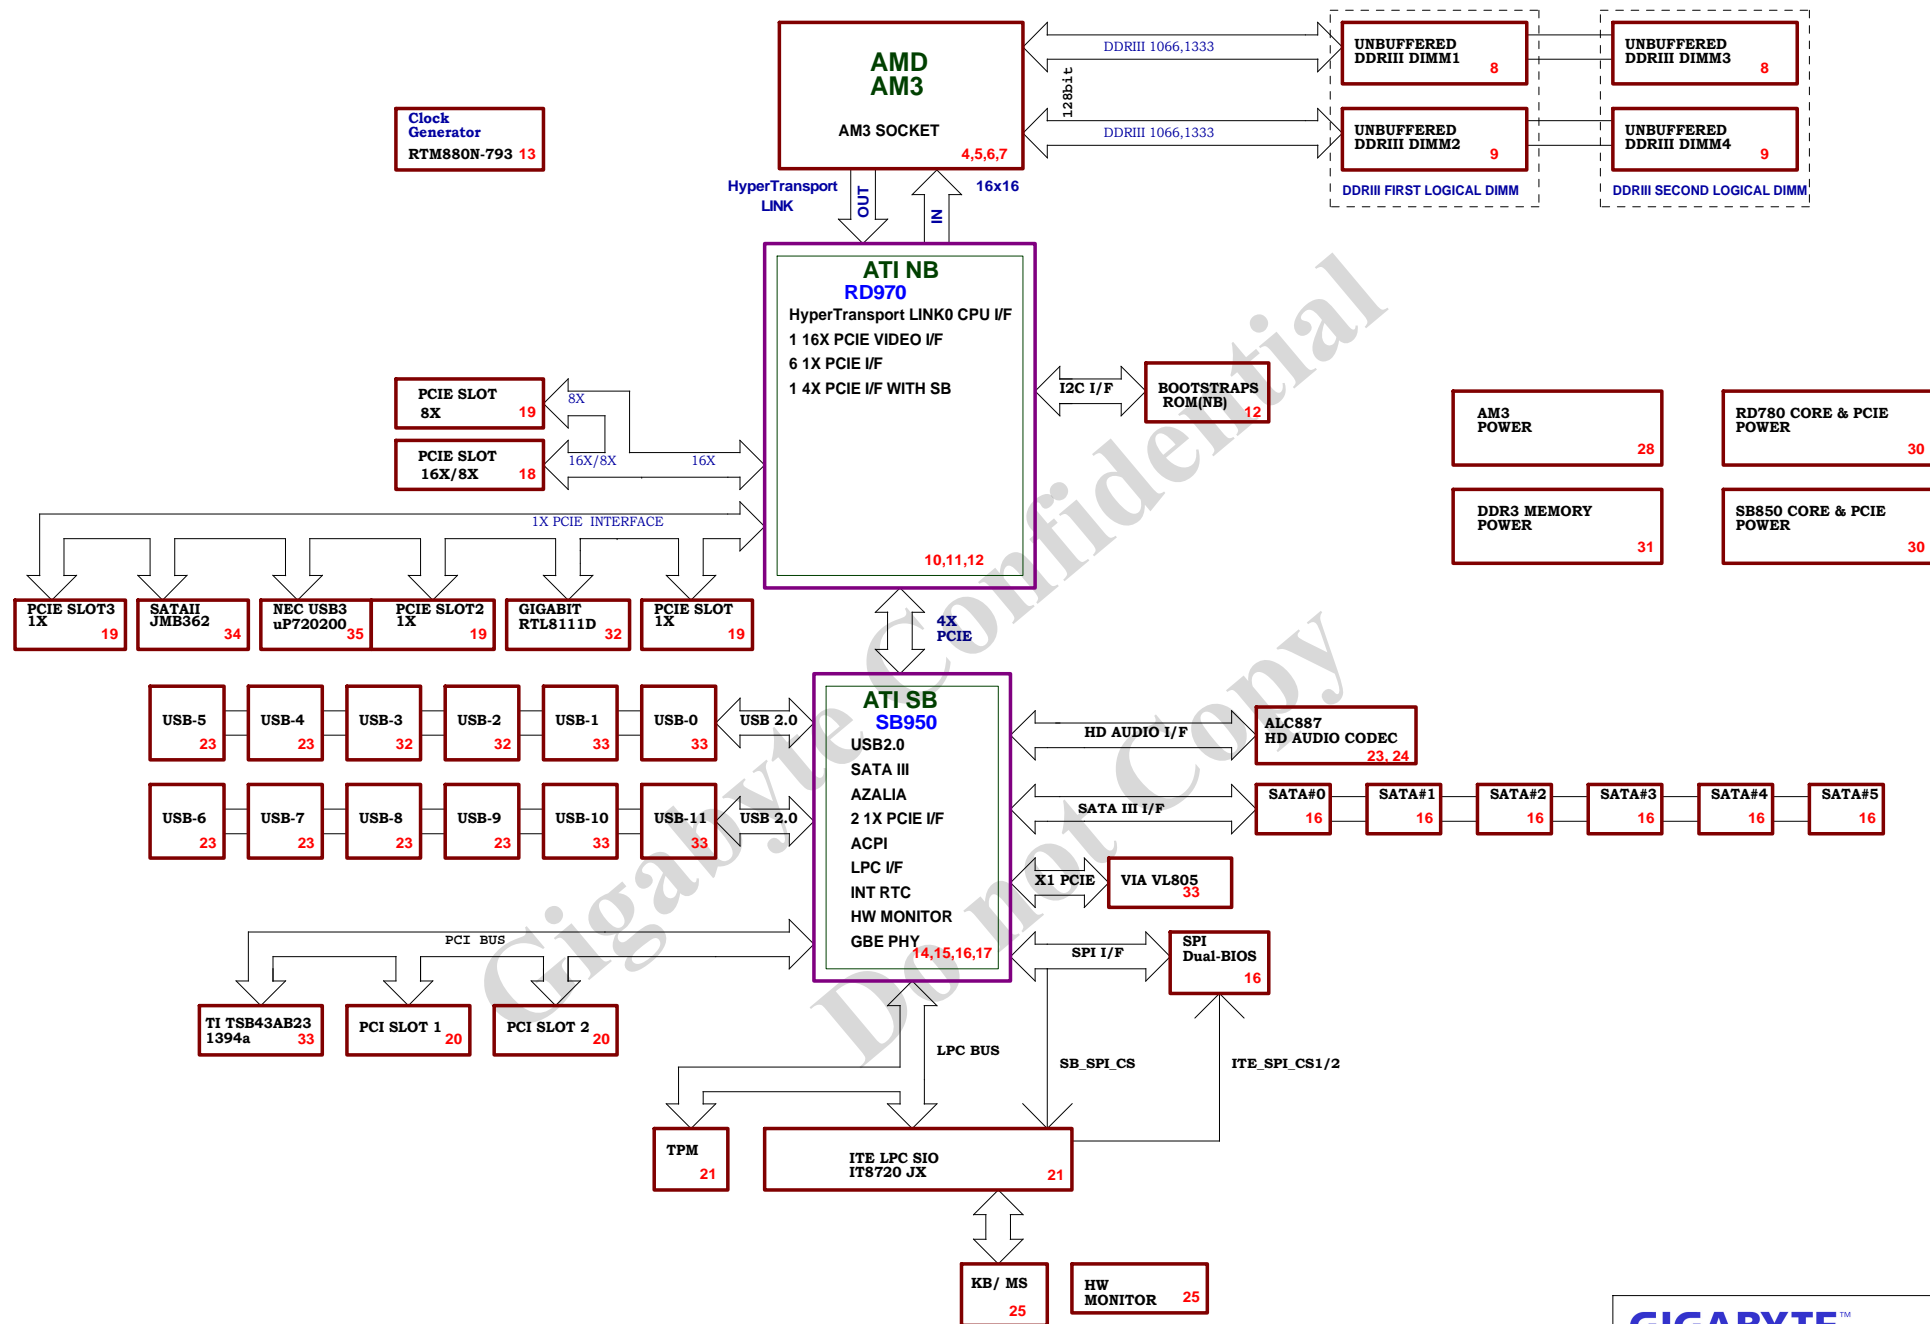 AMD
AM3
AM3 SOCKET
4,5,6,7
DDRIII 1066,1333
128bit
DDRIII 1066,1333
UNBUFFERED
DDRIII DIMM1
8
UNBUFFERED
DDRIII DIMM3
8
UNBUFFERED
DDRIII DIMM2
9
UNBUFFERED
DDRIII DIMM4
9
DDRIII FIRST LOGICAL DIMM
DDRIII SECOND LOGICAL DIMM
Clock
Generator
RTM880N-793 13
HyperTransport
LINK
OUT
IN
16x16
ATI NB
RD970
HyperTransport LINK0 CPU I/F
1 16X PCIE VIDEO I/F
6 1X PCIE I/F
1 4X PCIE I/F WITH SB
10,11,12
I2C I/F
BOOTSTRAPS
ROM(NB)
12
PCIE SLOT
8X
19
8X
PCIE SLOT
16X/8X
18
16X/8X
16X
1X PCIE INTERFACE
AM3
POWER
28
RD780 CORE & PCIE
POWER
30
DDR3 MEMORY
POWER
31
SB850 CORE & PCIE
POWER
30
PCIE SLOT3
1X
19
SATAII
JMB362
34
NEC USB3
uP720200
35
PCIE SLOT2
1X
19
GIGABIT
RTL8111D
32
PCIE SLOT
1X
19
4X
PCIE
USB-5
23
USB-4
23
USB-3
32
USB-2
32
USB-1
33
USB-0
33
USB 2.0
USB-6
23
USB-7
23
USB-8
23
USB-9
23
USB-10
33
USB-11
33
USB 2.0
ATI SB
SB950
USB2.0
SATA III
AZALIA
2 1X PCIE I/F
ACPI
LPC I/F
INT RTC
HW MONITOR
GBE PHY
14,15,16,17
HD AUDIO I/F
ALC887
HD AUDIO CODEC
23, 24
SATA III I/F
SATA#0
16
SATA#1
16
SATA#2
16
SATA#3
16
SATA#4
16
SATA#5
16
X1 PCIE
VIA VL805
33
SPI I/F
SPI
Dual-BIOS
16
PCI BUS
TI TSB43AB23
1394a
33
PCI SLOT 1
20
PCI SLOT 2
20
LPC BUS
SB_SPI_CS
ITE_SPI_CS1/2
TPM
21
ITE LPC SIO
IT8720 JX
21
KB/ MS
25
HW
MONITOR
25
GIGABYTE™
Gigabyte Confidential
Do not Copy